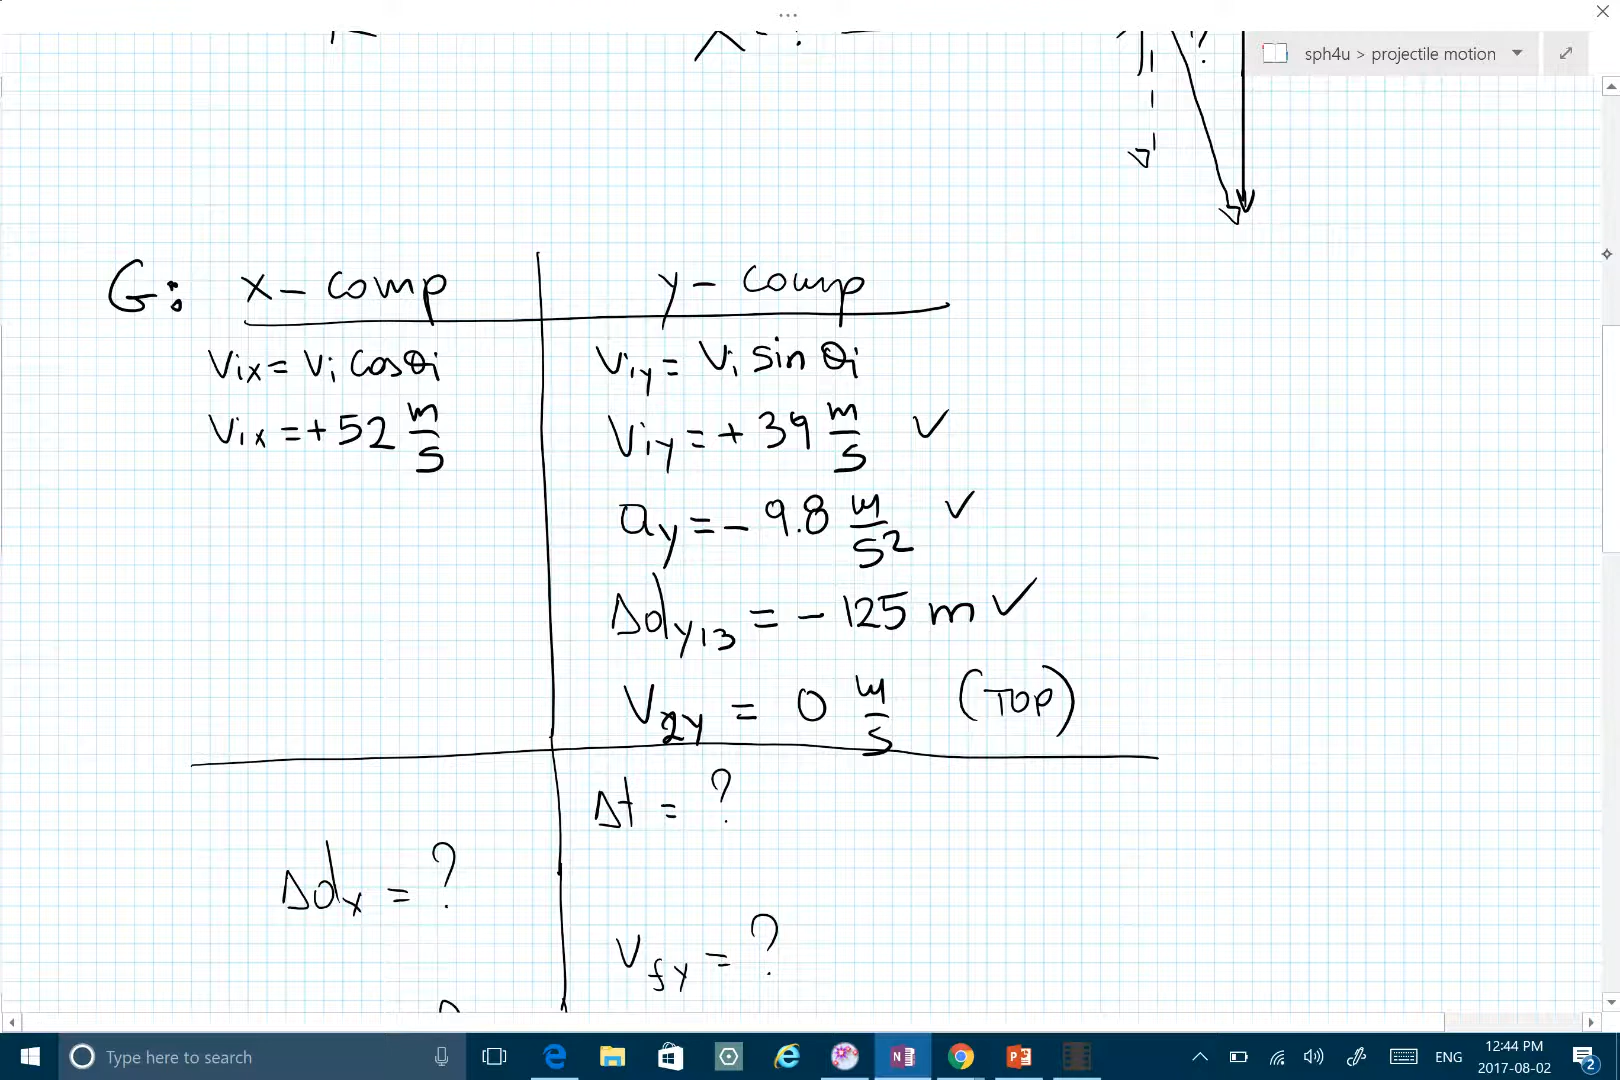 sph4u > projectile motion
G: x - comp y - comp
Vix = Vi cosθi Viy = Vi sin θi
Vix = + 52 m/s Viy = + 39 m/s ✓
ay = - 9.8 m/s2 ✓
Δdy13 = - 125 m ✓
V2y = 0 m/s (TOP)
Δt = ?
Δdx = ?
Vfy = ?
Type here to search
ENG
12:44 PM
2017-08-02
2